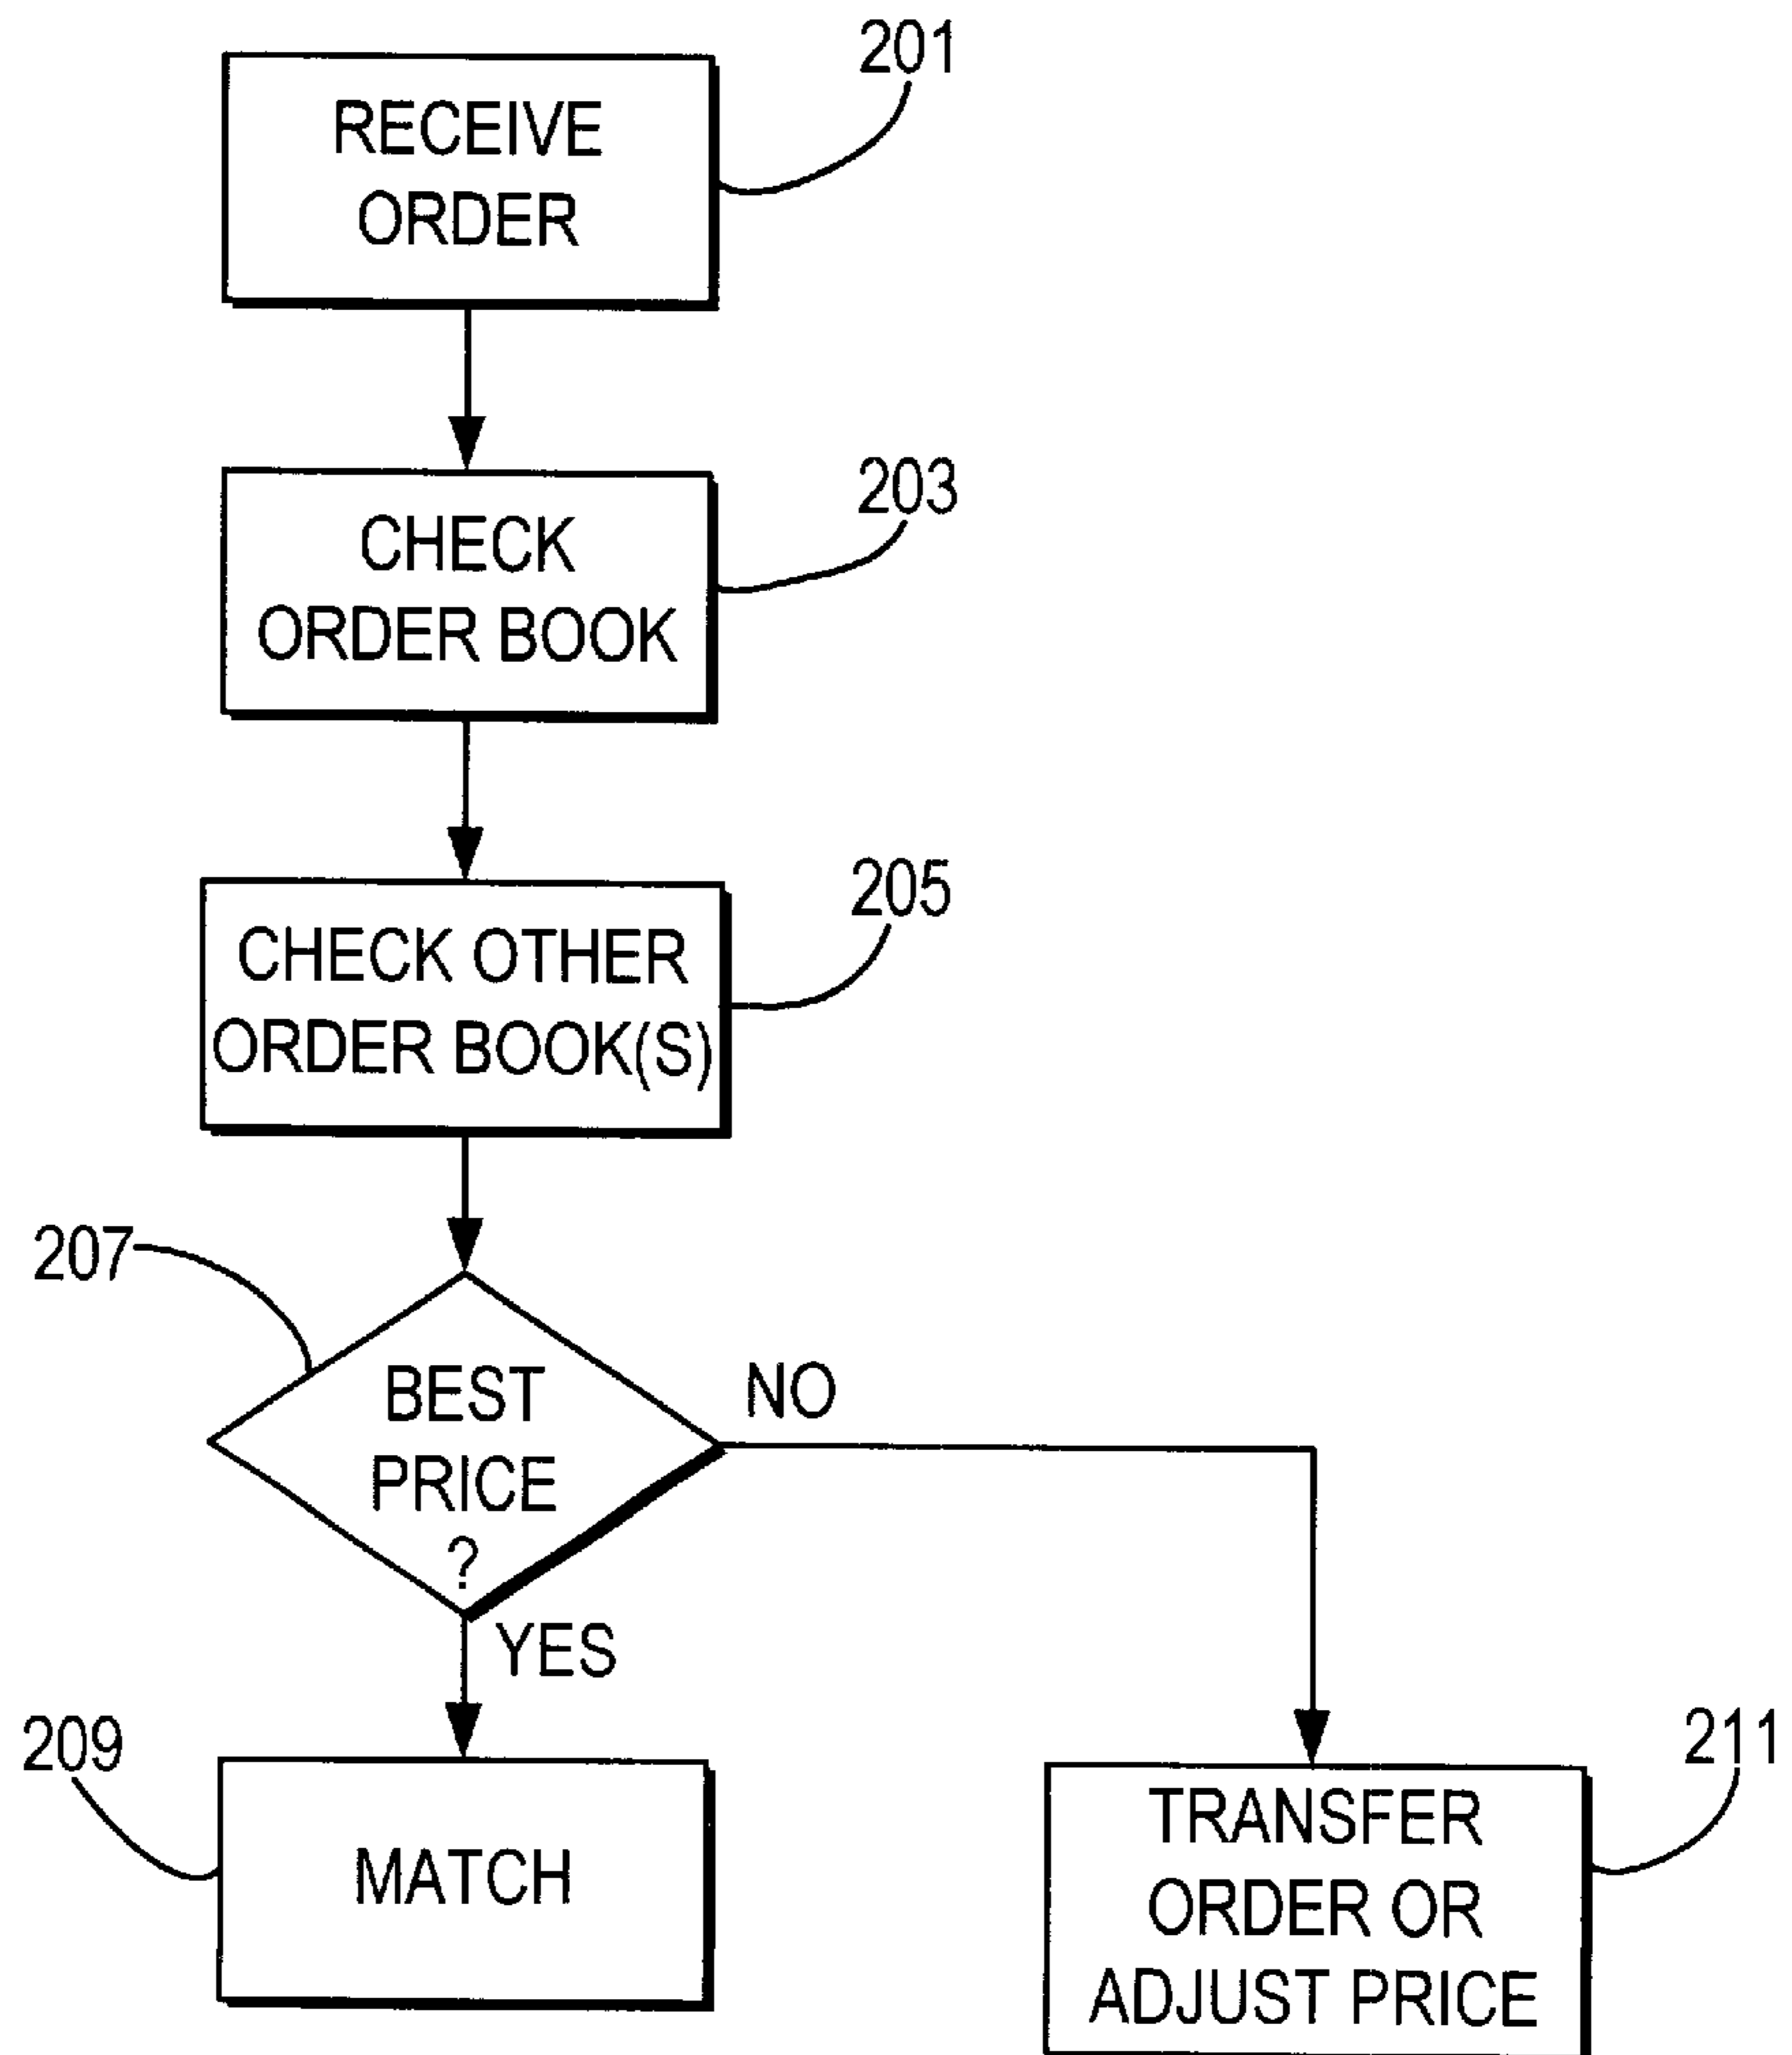 201
RECEIVE
ORDER
203
CHECK
ORDER BOOK
205
CHECK OTHER
ORDER BOOK(S)
207
BEST
PRICE
?
NO
YES
209
MATCH
211
TRANSFER
ORDER OR
ADJUST PRICE